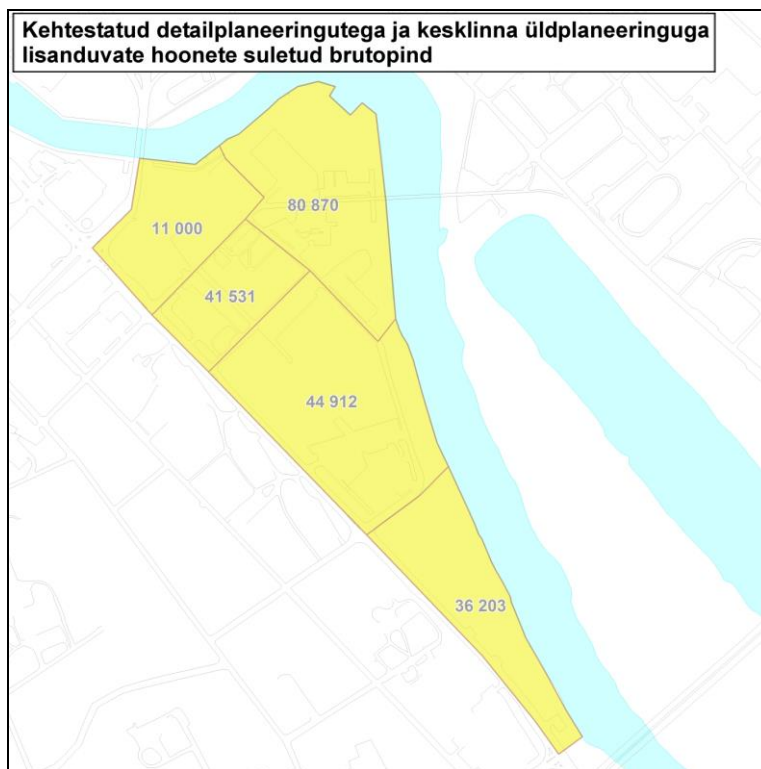 Kehtestatud detailplaneeringutega ja kesklinna üldplaneeringuga
lisanduvate hoonete suletud brutopind
80 870
11 000
41 531
44 912
36 203